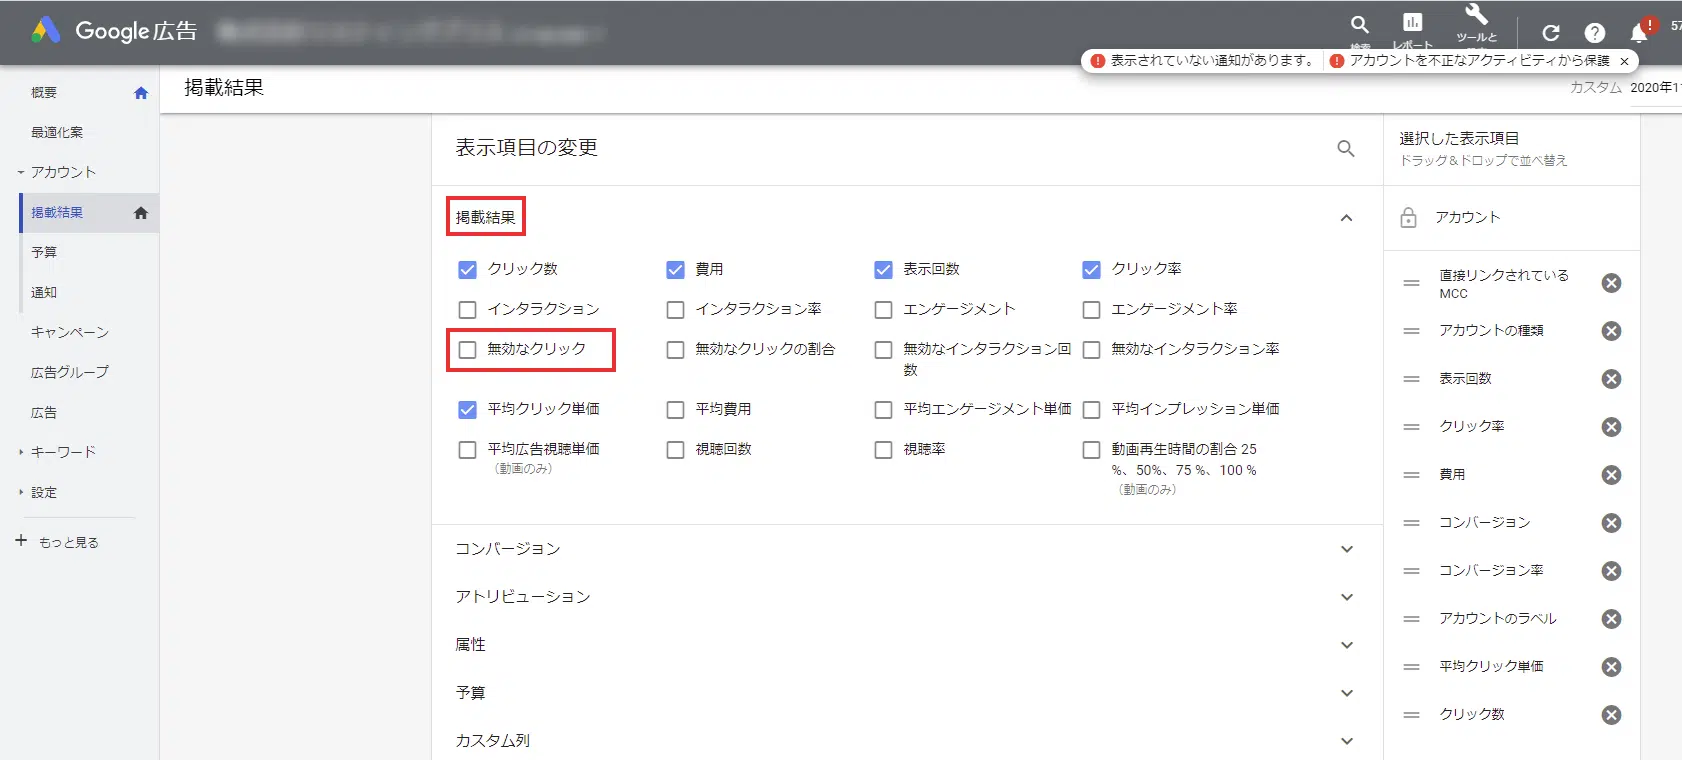 Google 広告
検索
レポート
ツールと
!
57
! 表示されていない通知があります。
! アカウントを不正なアクティビティから保護 ×
掲載結果
カスタム 2020年11
概要
最適化案
アカウント
掲載結果
予算
通知
キャンペーン
広告グループ
広告
キーワード
設定
+ もっと見る
表示項目の変更
掲載結果
クリック数 費用 表示回数 クリック率
インタラクション インタラクション率 エンゲージメント エンゲージメント率
無効なクリック 無効なクリックの割合 無効なインタラクション回 無効なインタラクション率
数
平均クリック単価 平均費用 平均エンゲージメント単価 平均インプレッション単価
平均広告視聴単価 視聴回数 視聴率 動画再生時間の割合 25
(動画のみ) %、50%、75 %、100 %
(動画のみ)
コンバージョン
アトリビューション
属性
予算
カスタム列
選択した表示項目
ドラッグ&ドロップで並べ替え
アカウント
直接リンクされている
MCC
アカウントの種類
表示回数
クリック率
費用
コンバージョン
コンバージョン率
アカウントのラベル
平均クリック単価
クリック数